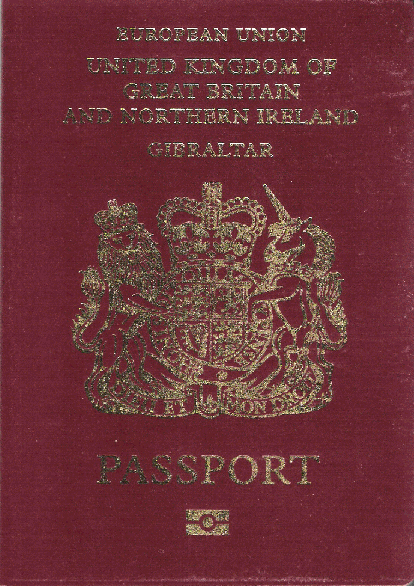 EUROPEAN UNION
UNITED KINGDOM OF
GREAT BRITAIN
AND NORTHERN IRELAND
GIBRALTAR
PASSPORT